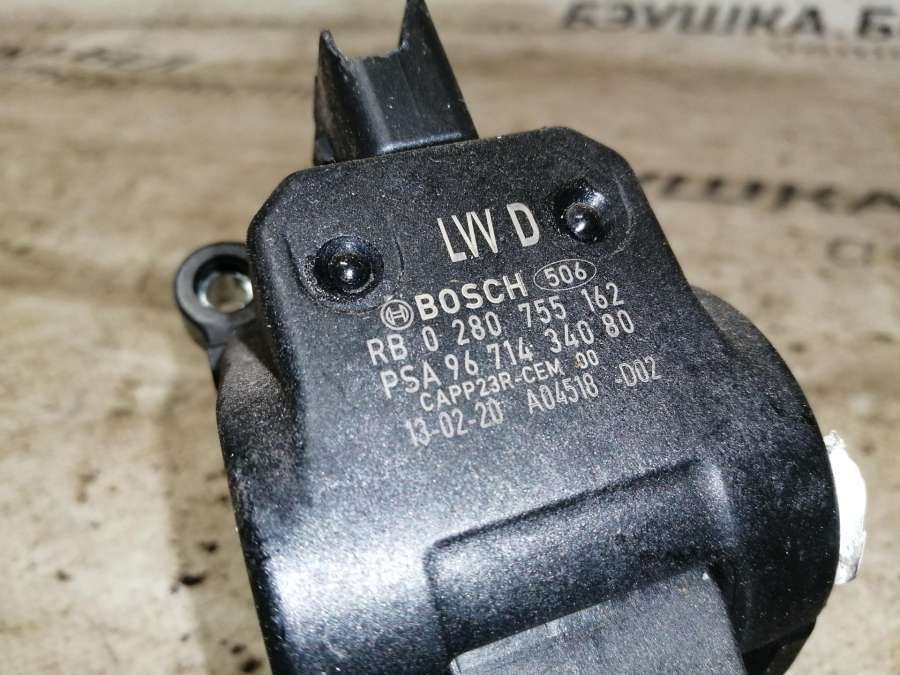 БЭУШКА.Б
LVV D
BOSCH 506
RB 0 280 755 162
PSA 96 714 340 80
CAPP23R-CEM 00
13-02-20 A04518 -D02